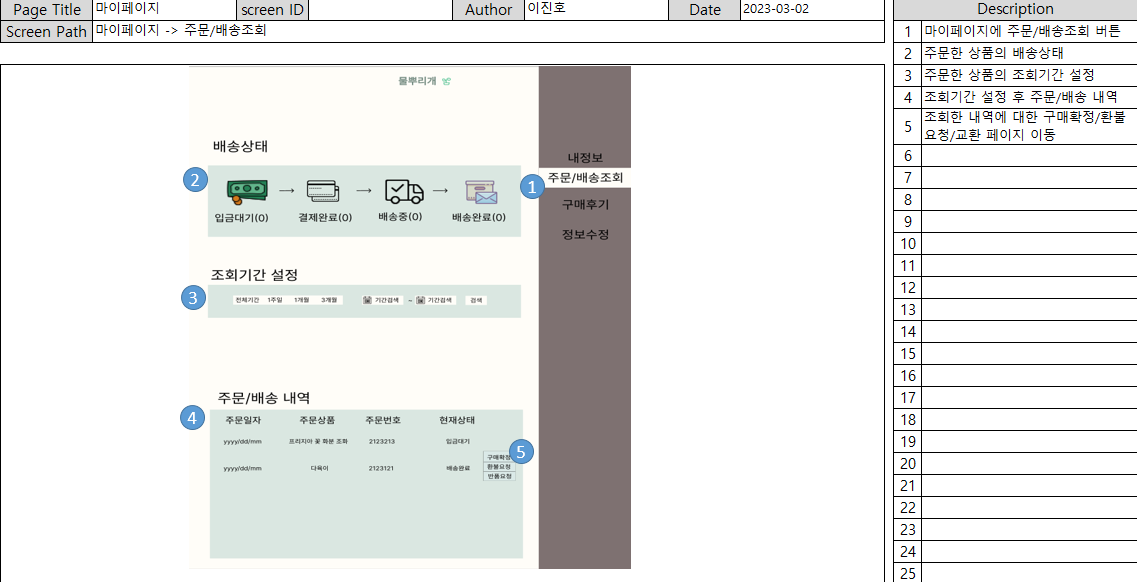 Page Title 마이페이지 screen ID Author 이진호 Date 2023-03-02
Screen Path 마이페이지 -> 주문/배송조회
물뿌리개
배송상태
2
입금대기(0) 결제완료(0) 배송중(0) 배송완료(0)
조회기간 설정
3
전체기간 1주일 1개월 3개월 기간검색 ~ 기간검색 검색
주문/배송 내역
4
주문일자 주문상품 주문번호 현재상태
yyyy/dd/mm 프리지아 꽃 화분 조화 2123213 입금대기
yyyy/dd/mm 다육이 2123121 배송완료
5
구매확정
환불요청
반품요청
내정보
1
주문/배송조회
구매후기
정보수정
Description
1 마이페이지에 주문/배송조회 버튼
2 주문한 상품의 배송상태
3 주문한 상품의 조회기간 설정
4 조회기간 설정 후 주문/배송 내역
5 조회한 내역에 대한 구매확정/환불
요청/교환 페이지 이동
6
7
8
9
10
11
12
13
14
15
16
17
18
19
20
21
22
23
24
25